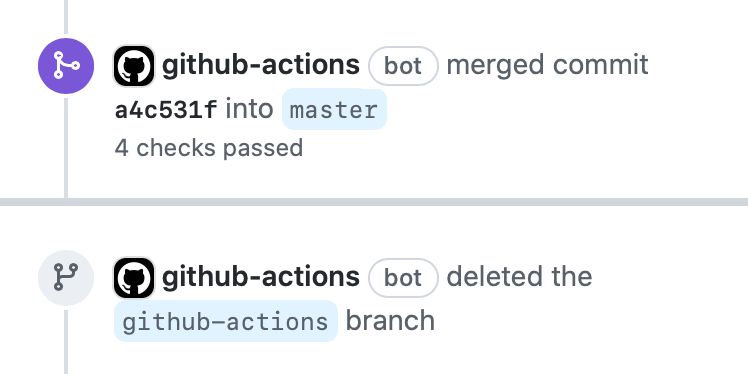 github-actions bot merged commit
a4c531f into master
4 checks passed
github-actions bot deleted the
github-actions branch